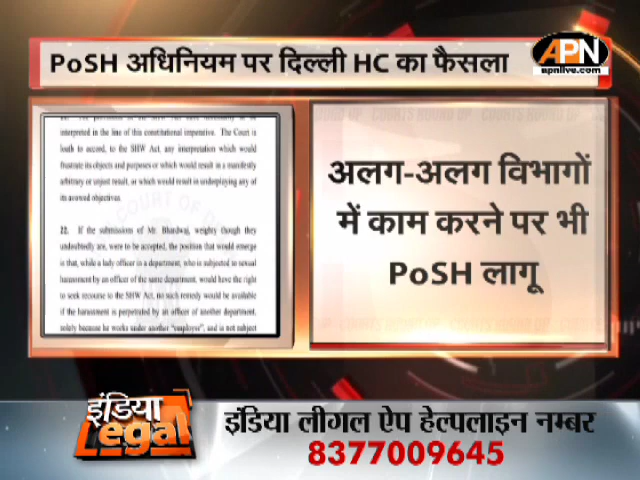 PoSH अधिनियम पर दिल्ली HC का फैसला
APN
apnlive.com
interpreted in the line of this constitutional imperative. The Court is
loath to accord, to the SHW Act, any interpretation which would
frustrate its objects and purposes or which would result in a manifestly
arbitrary or unjust result, or which would result in underplaying any of
its avowed objectives.
22. If the submissions of Mr. Bhardwaj, weighty though they
undoubtedly are, were to be accepted, the position that would emerge
is that, while a lady officer in a department, who is subjected to sexual
harassment by an officer of the same department, would have the right
to seek recourse to the SHW Act, no such remedy would be available
if the harassment is perpetrated by an officer of another department,
solely because he works under another "employer", and is not subject
अलग-अलग विभागों
में काम करने पर भी
PoSH लागू
इंडिया
Legal
इंडिया लीगल ऐप हेल्पलाइन नम्बर
8377009645